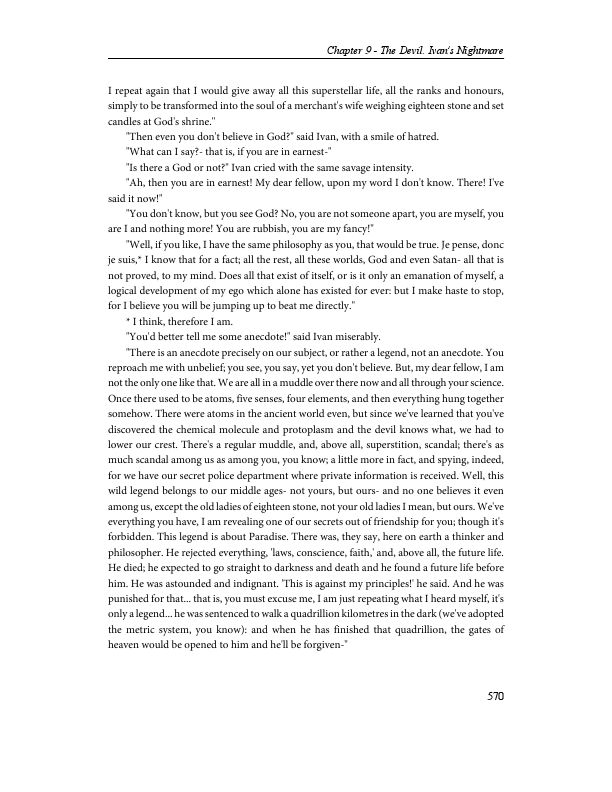 Chapter 9 - The Devil. Ivan's Nightmare
I repeat again that I would give away all this superstellar life, all the ranks and honours,
simply to be transformed into the soul of a merchant's wife weighing eighteen stone and set
candles at God's shrine."
"Then even you don't believe in God?" said Ivan, with a smile of hatred.
"What can I say?- that is, if you are in earnest-"
"Is there a God or not?" Ivan cried with the same savage intensity.
"Ah, then you are in earnest! My dear fellow, upon my word I don't know. There! I've
said it now!"
"You don't know, but you see God? No, you are not someone apart, you are myself, you
are I and nothing more! You are rubbish, you are my fancy!"
"Well, if you like, I have the same philosophy as you, that would be true. Je pense, donc
je suis,* I know that for a fact; all the rest, all these worlds, God and even Satan- all that is
not proved, to my mind. Does all that exist of itself, or is it only an emanation of myself, a
logical development of my ego which alone has existed for ever: but I make haste to stop,
for I believe you will be jumping up to beat me directly."
* I think, therefore I am.
"You'd better tell me some anecdote!" said Ivan miserably.
"There is an anecdote precisely on our subject, or rather a legend, not an anecdote. You
reproach me with unbelief; you see, you say, yet you don't believe. But, my dear fellow, I am
not the only one like that. We are all in a muddle over there now and all through your science.
Once there used to be atoms, five senses, four elements, and then everything hung together
somehow. There were atoms in the ancient world even, but since we've learned that you've
discovered the chemical molecule and protoplasm and the devil knows what, we had to
lower our crest. There's a regular muddle, and, above all, superstition, scandal; there's as
much scandal among us as among you, you know; a little more in fact, and spying, indeed,
for we have our secret police department where private information is received. Well, this
wild legend belongs to our middle ages- not yours, but ours- and no one believes it even
among us, except the old ladies of eighteen stone, not your old ladies I mean, but ours. We've
everything you have, I am revealing one of our secrets out of friendship for you; though it's
forbidden. This legend is about Paradise. There was, they say, here on earth a thinker and
philosopher. He rejected everything, 'laws, conscience, faith,' and, above all, the future life.
He died; he expected to go straight to darkness and death and he found a future life before
him. He was astounded and indignant. 'This is against my principles!' he said. And he was
punished for that... that is, you must excuse me, I am just repeating what I heard myself, it's
only a legend... he was sentenced to walk a quadrillion kilometres in the dark (we've adopted
the metric system, you know): and when he has finished that quadrillion, the gates of
heaven would be opened to him and he'll be forgiven-"
570